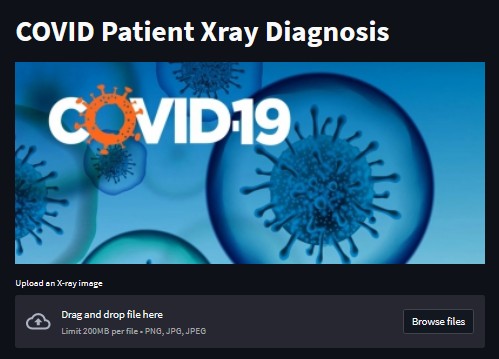 COVID Patient Xray Diagnosis
COVID-19
Upload an X-ray image
Drag and drop file here
Limit 200MB per file • PNG, JPG, JPEG
Browse files